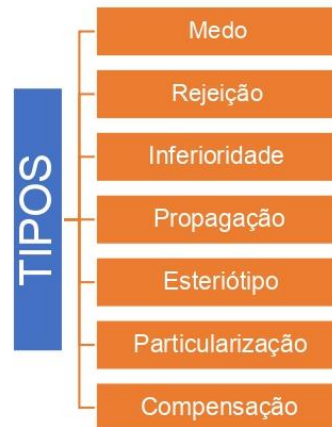 TIPOS
Medo
Rejeição
Inferioridade
Propagação
Esteriótipo
Particularização
Compensação